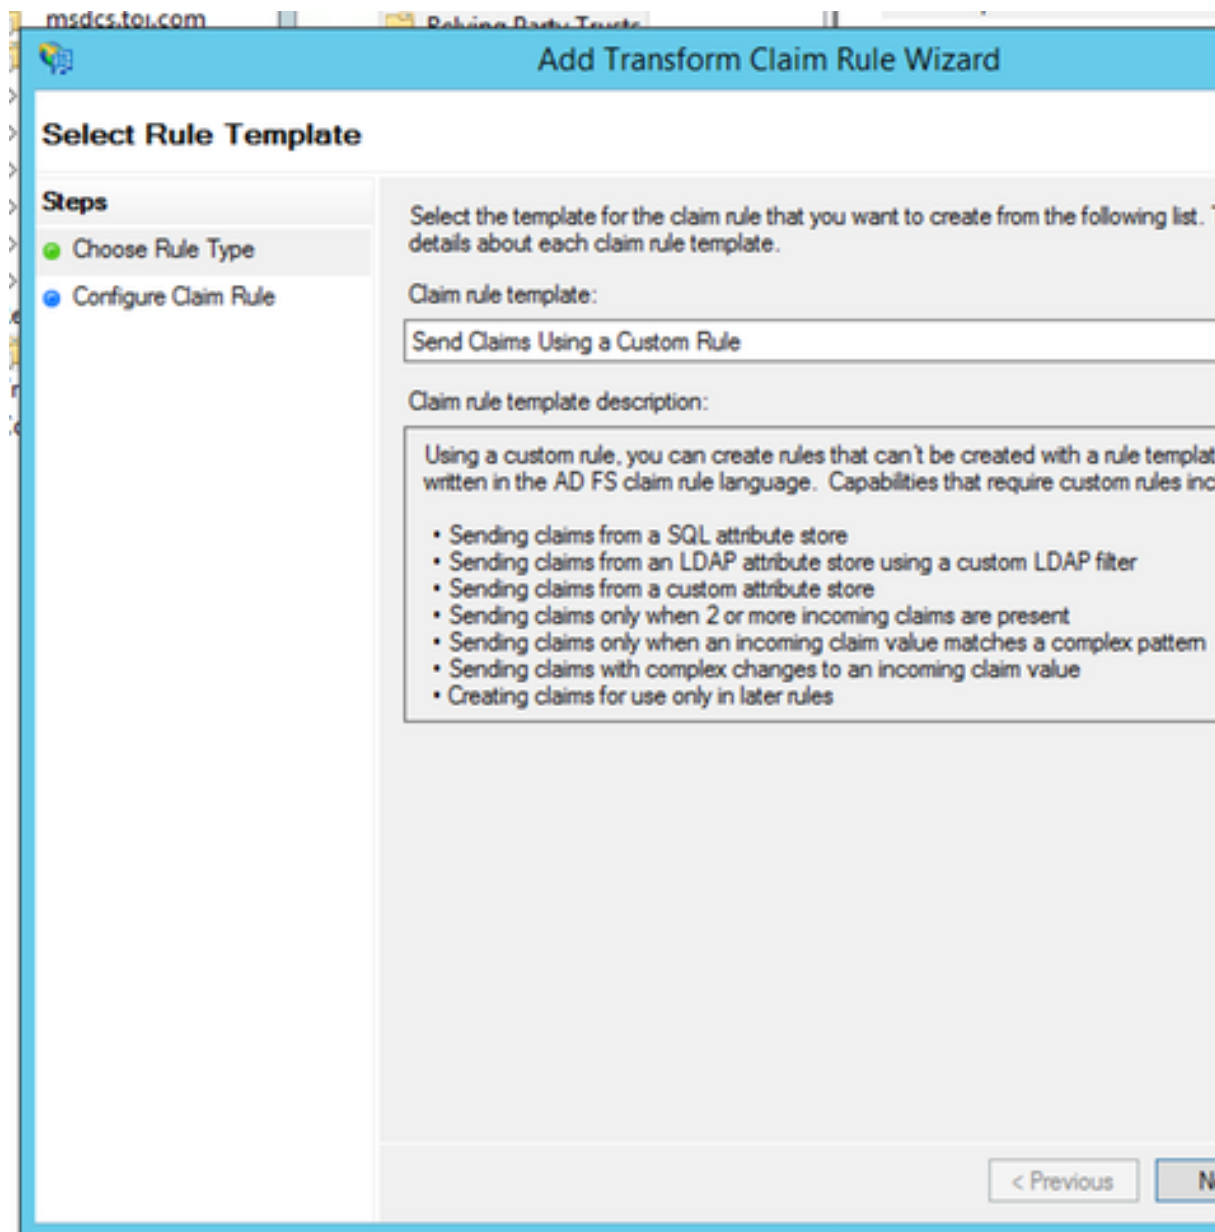 msdcs.toi.com
Relying Party Trusts
Add Transform Claim Rule Wizard
Select Rule Template
Steps
Choose Rule Type
Configure Claim Rule
Select the template for the claim rule that you want to create from the following list.
details about each claim rule template.
Claim rule template:
Send Claims Using a Custom Rule
Claim rule template description:
Using a custom rule, you can create rules that can't be created with a rule templat
written in the AD FS claim rule language. Capabilities that require custom rules inc
• Sending claims from a SQL attribute store
• Sending claims from an LDAP attribute store using a custom LDAP filter
• Sending claims from a custom attribute store
• Sending claims only when 2 or more incoming claims are present
• Sending claims only when an incoming claim value matches a complex pattern
• Sending claims with complex changes to an incoming claim value
• Creating claims for use only in later rules
< Previous